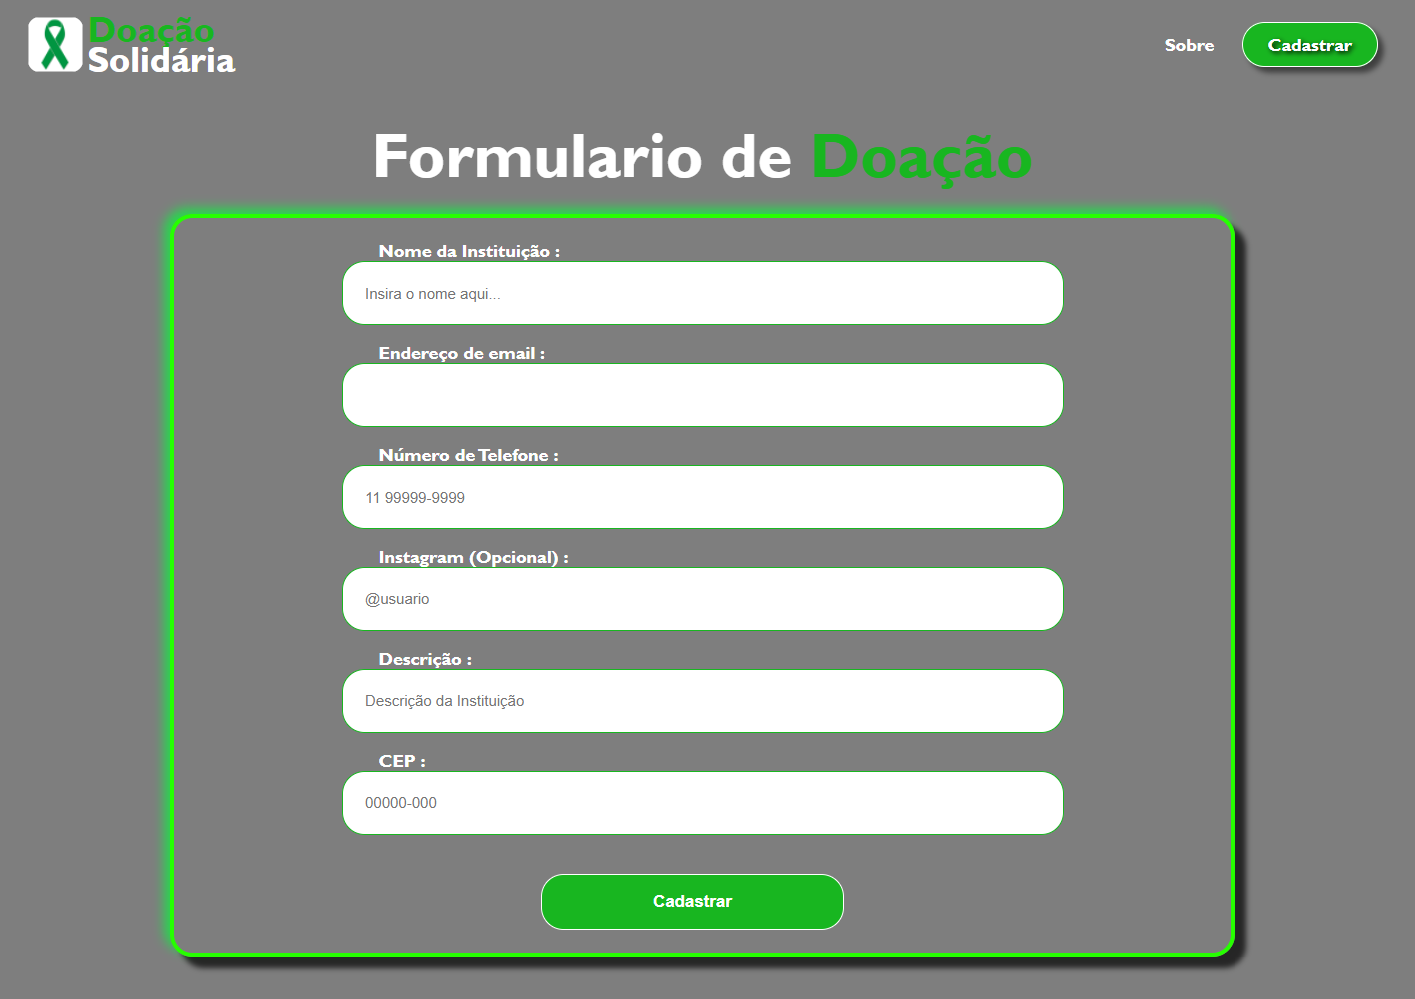 Doação
Solidária
Sobre
Cadastrar
Formulario de Doação
Nome da Instituição :
Insira o nome aqui...
Endereço de email :
Número de Telefone :
11 99999-9999
Instagram (Opcional) :
@usuario
Descrição :
Descrição da Instituição
CEP :
00000-000
Cadastrar